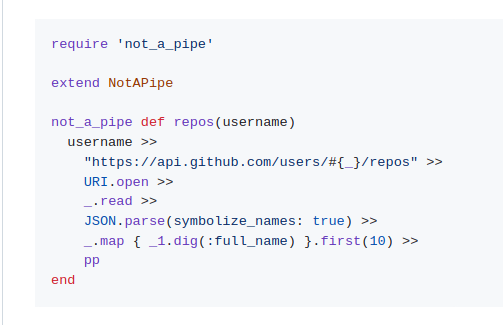 require 'not_a_pipe'
extend NotAPipe
not_a_pipe def repos(username)
username >>
"https://api.github.com/users/#{_}/repos" >>
URI.open >>
_.read >>
JSON.parse(symbolize_names: true) >>
_.map { _1.dig(:full_name) }.first(10) >>
pp
end